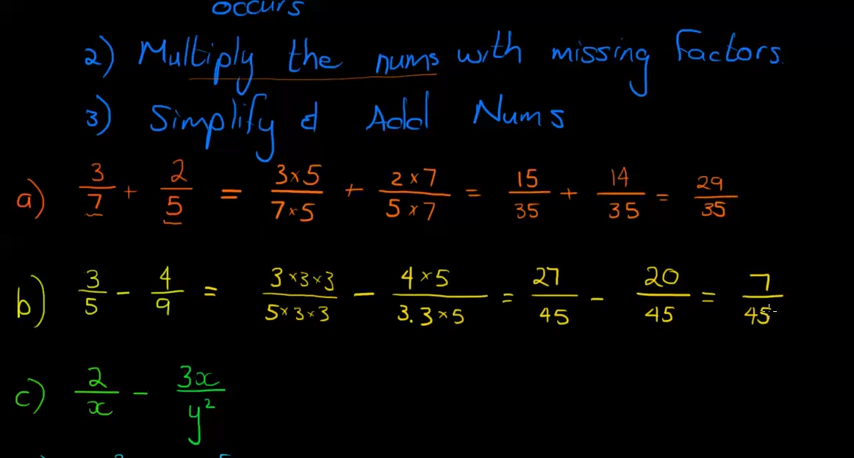 occurs
2) Multiply the nums with missing Factors.
3) Simplify & Add Nums
a) 3/7 + 2/5 = 3×5/7×5 + 2×7/5×7 = 15/35 + 14/35 = 29/35
b) 3/5 − 4/9 = 3×3×3/5×3×3 − 4×5/3.3×5 = 27/45 − 20/45 = 7/45
c) 2/x − 3x/y²